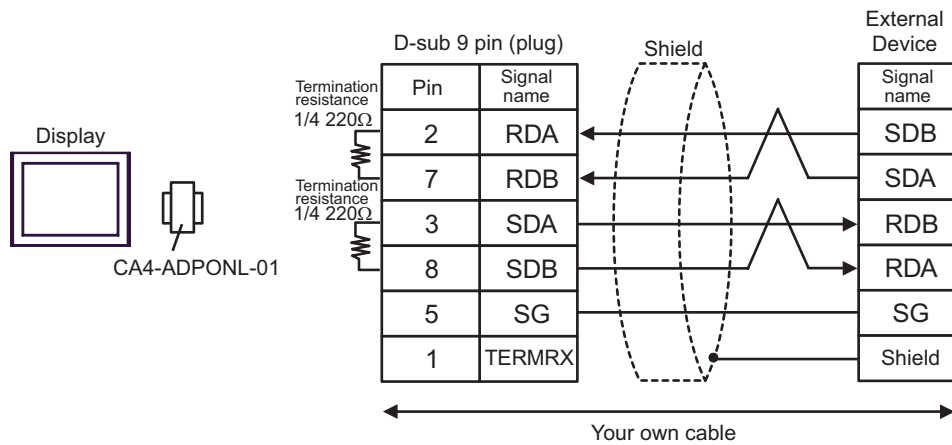 External
Device
D-sub 9 pin (plug)
Shield
Termination
resistance
1/4 220Ω
Pin
Signal
name
Signal
name
2
RDA
SDB
Display
7
RDB
SDA
Termination
resistance
1/4 220Ω
3
SDA
RDB
8
SDB
RDA
CA4-ADPONL-01
5
SG
SG
1
TERMRX
Shield
Your own cable